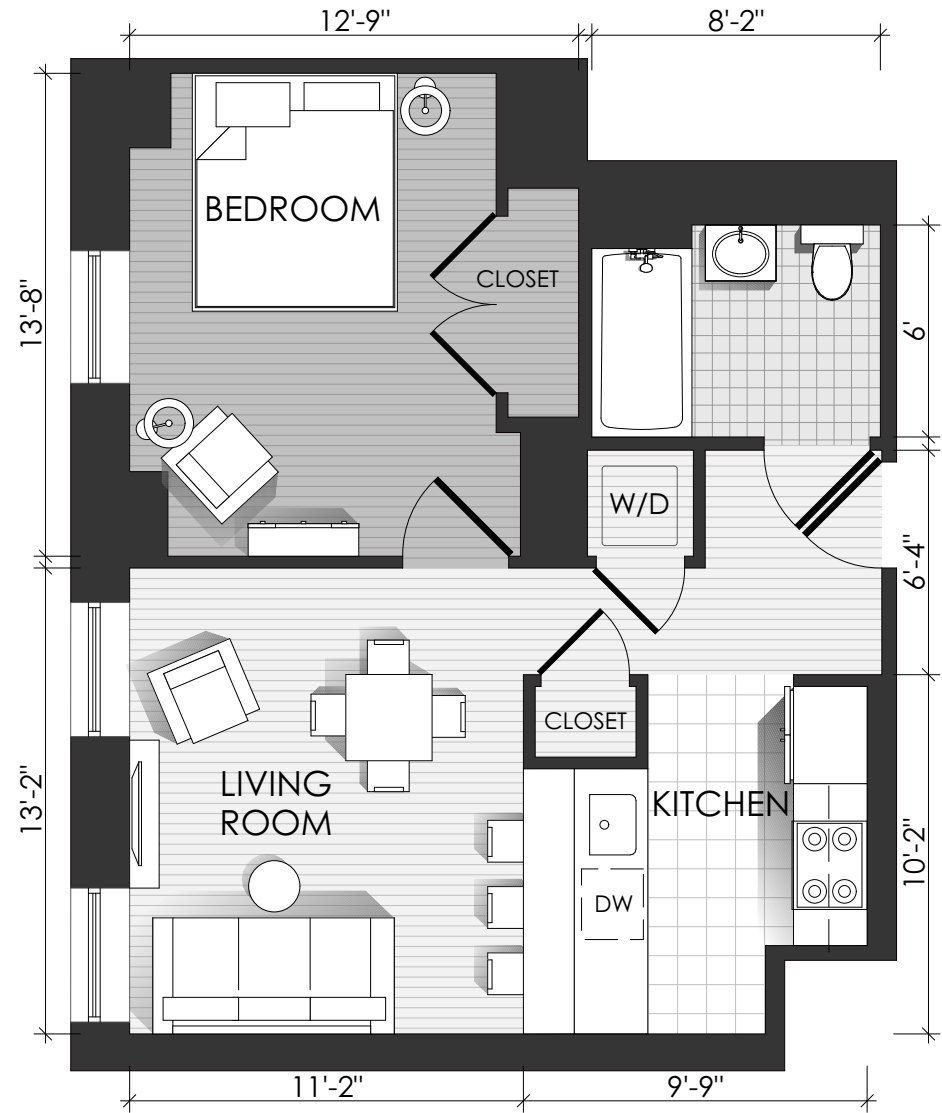 12'-9"
8'-2"
BEDROOM
CLOSET
13'-8"
6'
W/D
6'-4"
CLOSET
LIVING
ROOM
KITCHEN
13'-2"
10'-2"
DW
11'-2"
9'-9"